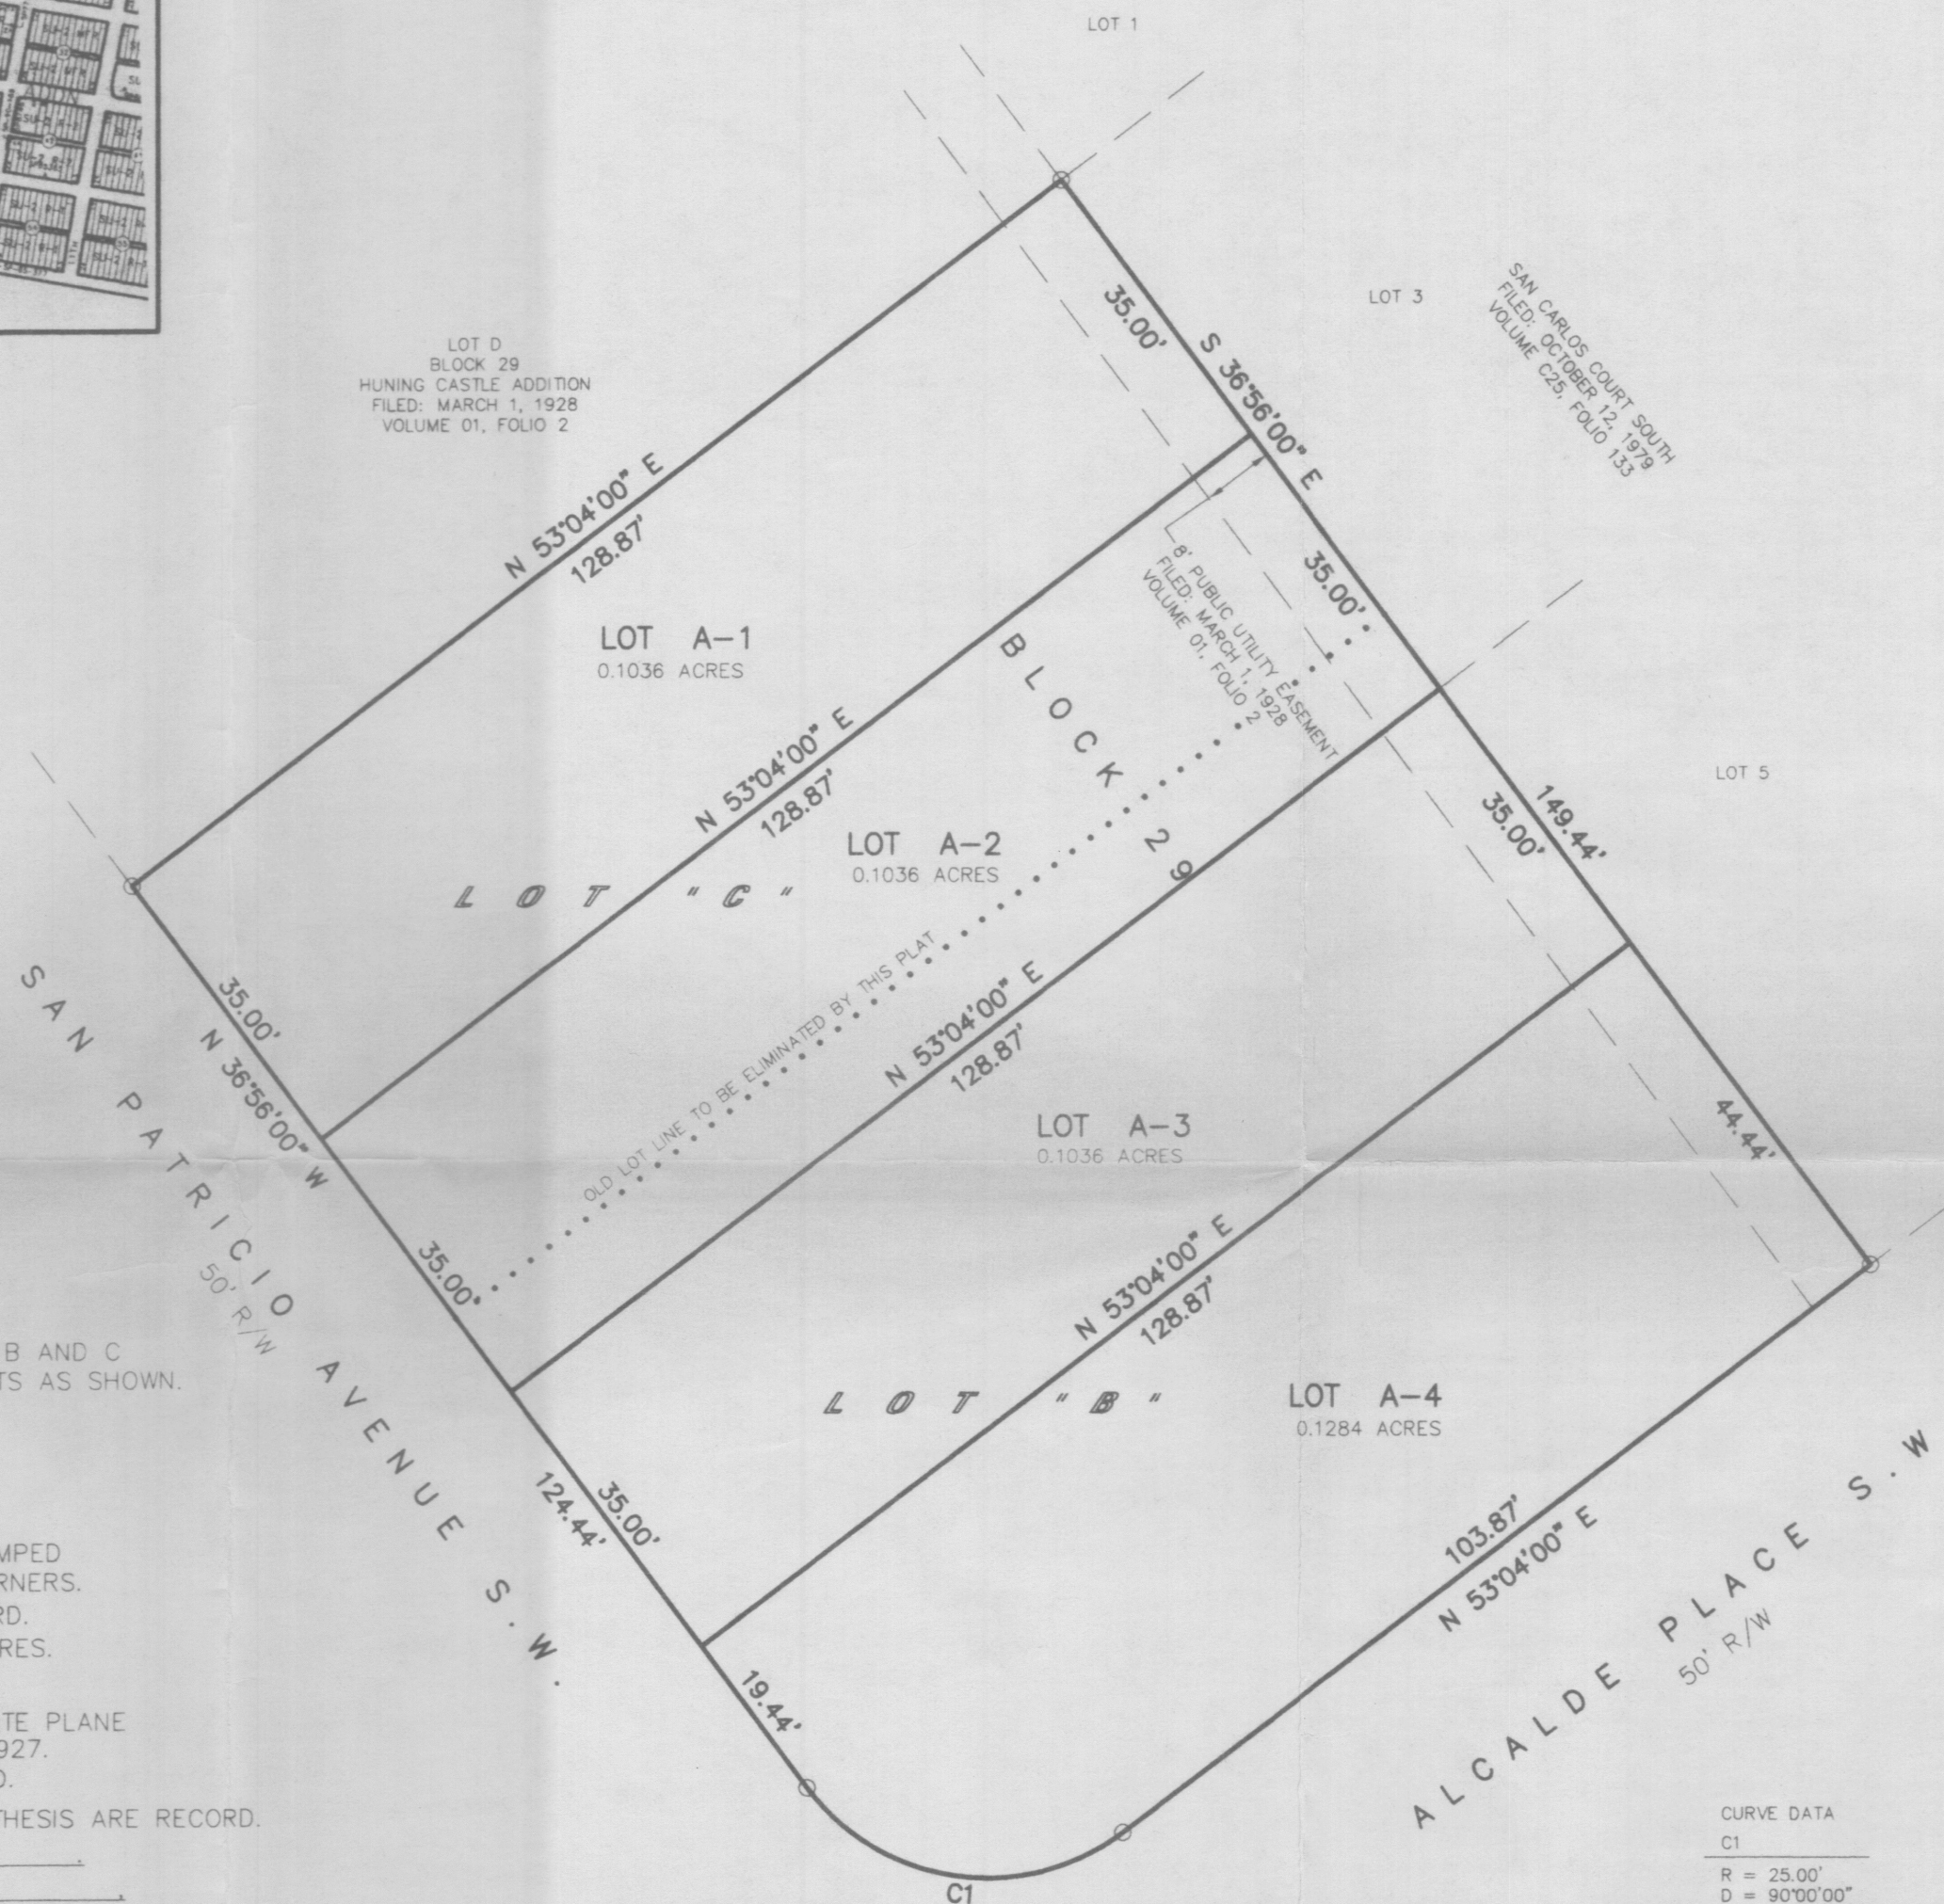 LOT 1
ADDN
LOT D
BLOCK 29
HUNING CASTLE ADDITION
FILED: MARCH 1, 1928
VOLUME 01, FOLIO 2
LOT 3
SAN CARLOS COURT SOUTH
FILED: OCTOBER 12, 1979
VOLUME C25, FOLIO 133
35.00'
S 36°56'00" E
N 53°04'00" E
128.87'
LOT A-1
0.1036 ACRES
8' PUBLIC UTILITY EASEMENT
FILED: MARCH 1, 1928
VOLUME 01, FOLIO 2
35.00'
BLOCK 29
N 53°04'00" E
128.87'
LOT A-2
0.1036 ACRES
LOT "C"
LOT 5
149.44'
35.00'
OLD LOT LINE TO BE ELIMINATED BY THIS PLAT
N 53°04'00" E
128.87'
35.00'
N 36°56'00" W
SAN PATRICIO AVENUE S.W.
50' R/W
LOT A-3
0.1036 ACRES
44.44'
35.00'
N 53°04'00" E
128.87'
B AND C
TS AS SHOWN.
LOT "B"
LOT A-4
0.1284 ACRES
35.00'
124.44'
103.87'
N 53°04'00" E
ALCALDE PLACE S.W
50' R/W
MPED
RNERS.
RD.
RES.
19.44'
TE PLANE
927.
D.
THESIS ARE RECORD.
C1
CURVE DATA
C1
R = 25.00'
D = 90°00'00"